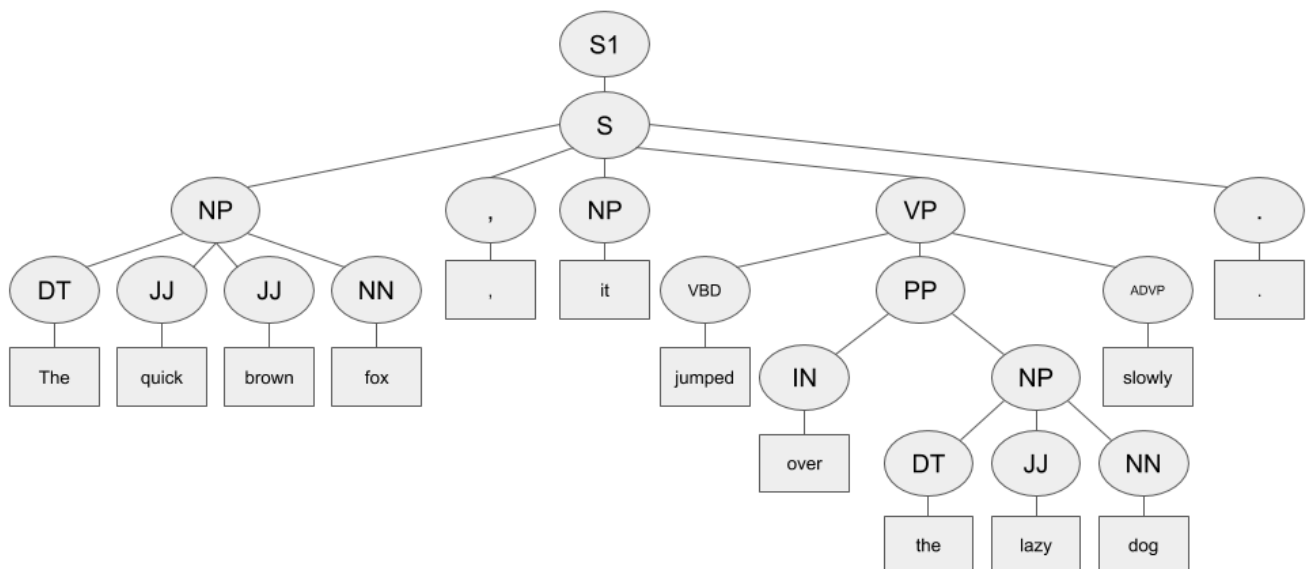 S1
S
NP , NP VP .
DT JJ JJ NN , it VBD PP ADVP .
The quick brown fox jumped IN NP slowly
over DT JJ NN
the lazy dog